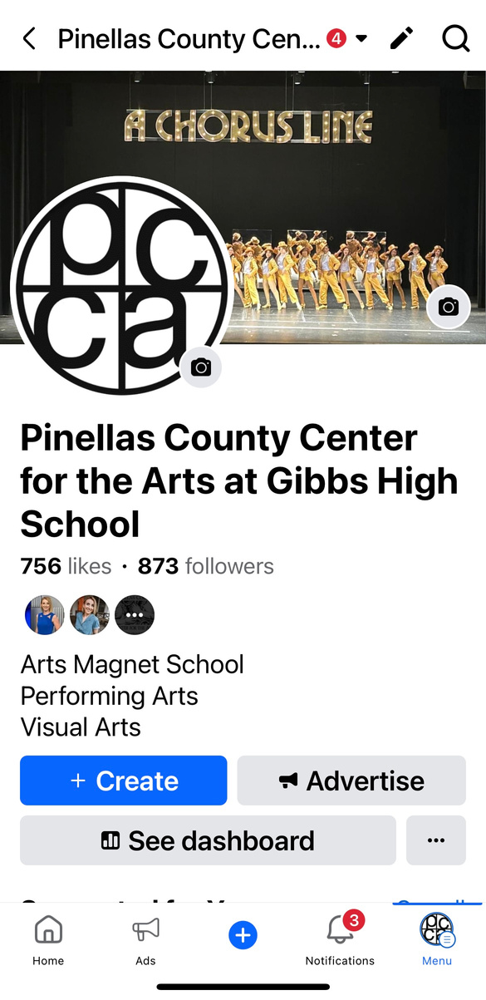 Pinellas County Cen... 4
A CHORUS LINE
pc
ca
Pinellas County Center
for the Arts at Gibbs High
School
756 likes · 873 followers
Arts Magnet School
Performing Arts
Visual Arts
+ Create
Advertise
See dashboard
3
Home
Ads
Notifications
pc
Menu